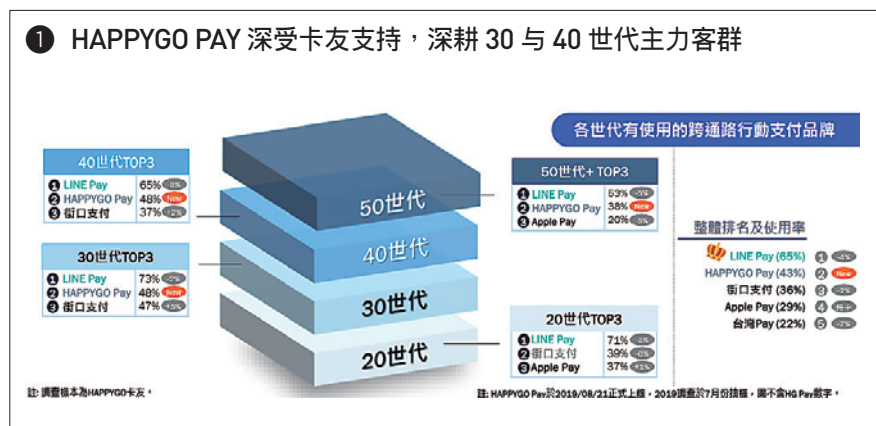 ❶ HAPPYGO PAY 深受卡友支持，深耕 30 与 40 世代主力客群
各世代有使用的跨通路行動支付品牌
40世代TOP3
❶ LINE Pay 65%
❷ HAPPYGO Pay 48% New
❸ 街口支付 37%
30世代TOP3
❶ LINE Pay 73%
❷ HAPPYGO Pay 48% New
❸ 街口支付 47%
50世代
40世代
30世代
20世代
50世代+ TOP3
❶ LINE Pay 53%
❷ HAPPYGO Pay 38% New
❸ Apple Pay 20%
20世代TOP3
❶ LINE Pay 71%
❷ 街口支付 39%
❸ Apple Pay 37%
整體排名及使用率
LINE Pay (65%) ①
HAPPYGO Pay (43%) ② New
街口支付 (36%) ③
Apple Pay (29%) ④
台灣Pay (22%) ⑤
註: 調查樣本為HAPPYGO卡友。
註: HAPPYGO Pay於2019/08/21正式上線，2019調查於7月份執行，固不含HG Pay數字。